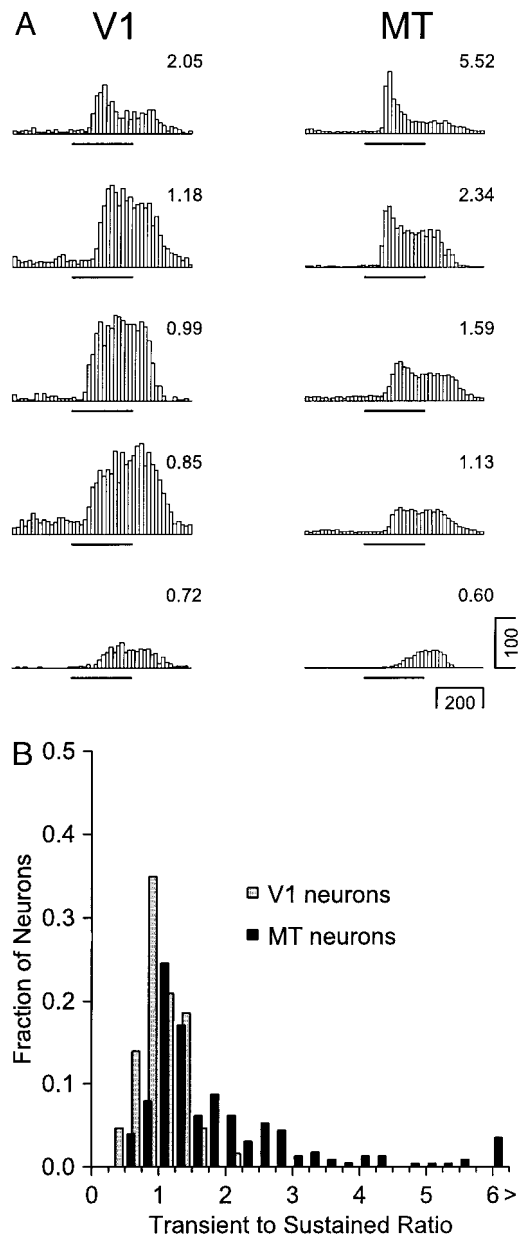 A V1 MT
2.05 5.52
1.18 2.34
0.99 1.59
0.85 1.13
0.72 0.60
100
200
B
0.5
0.4
0.3
0.2
0.1
0.0
Fraction of Neurons
V1 neurons
MT neurons
0 1 2 3 4 5 6 >
Transient to Sustained Ratio